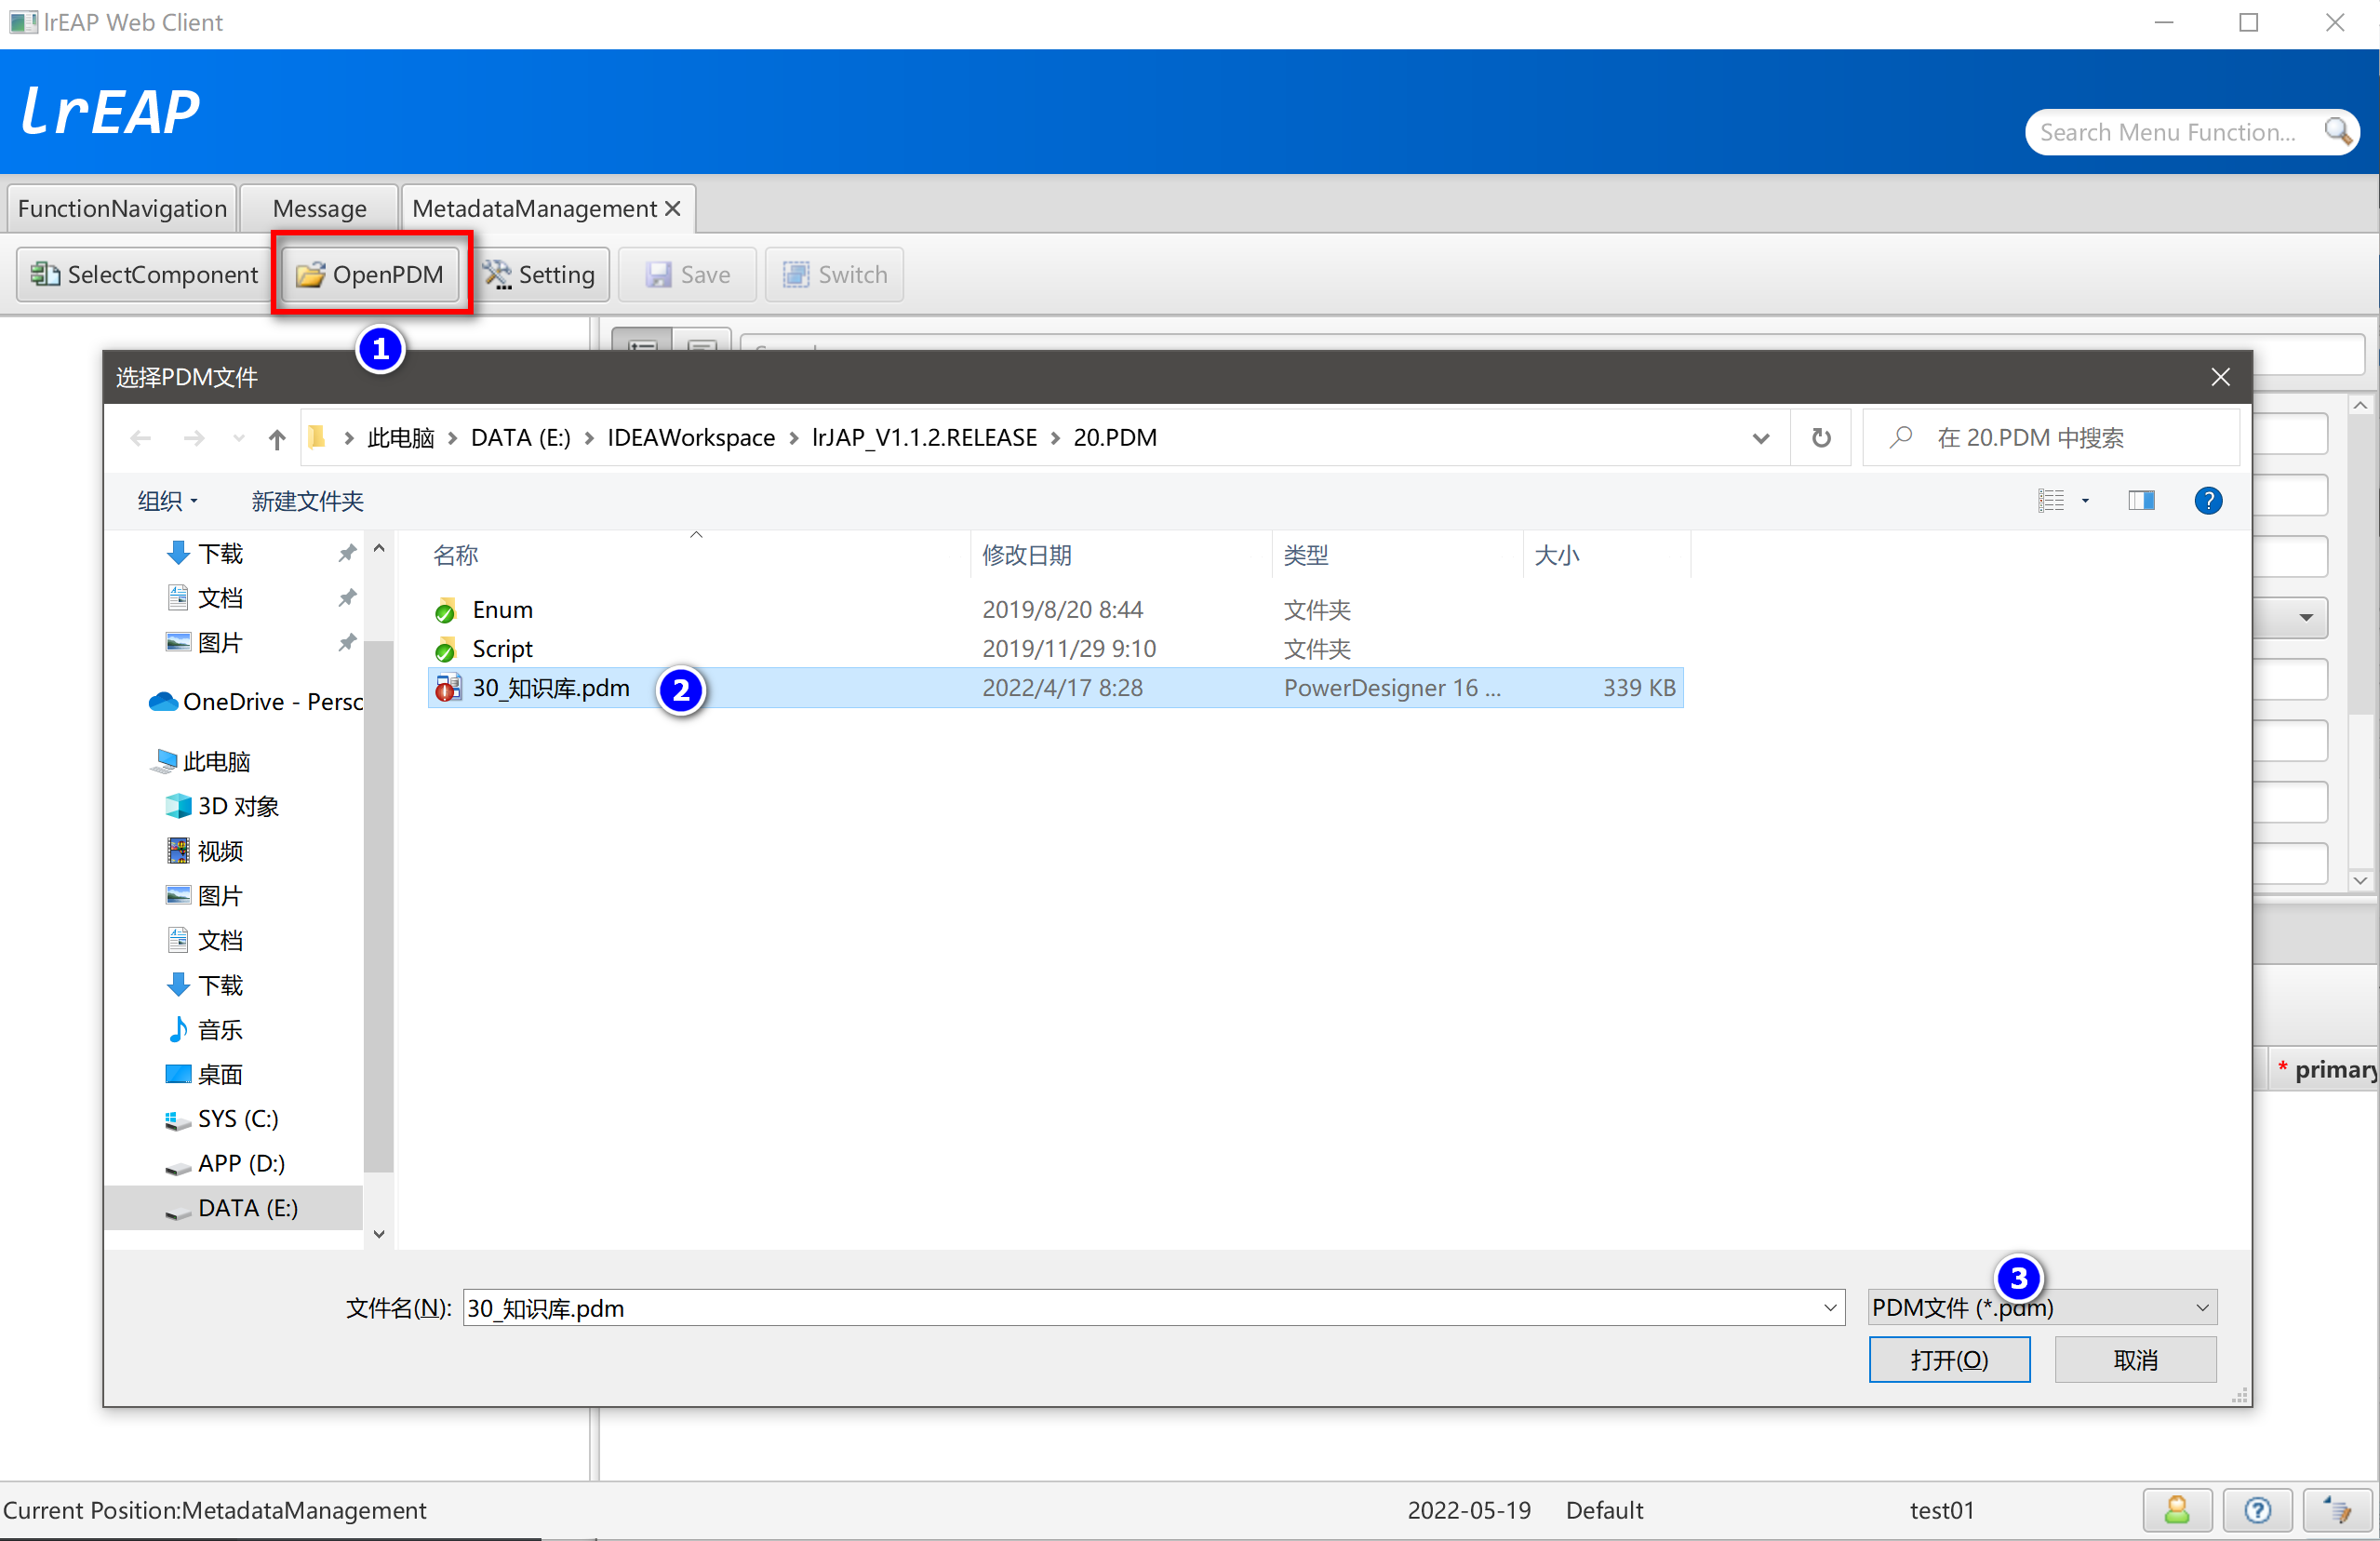 lrEAP Web Client
lrEAP
Search Menu Function...
FunctionNavigation
Message
MetadataManagement
SelectComponent
OpenPDM
Setting
Save
Switch
1
选择PDM文件
此电脑
DATA (E:)
IDEAWorkspace
lrJAP_V1.1.2.RELEASE
20.PDM
在 20.PDM 中搜索
组织
新建文件夹
名称
修改日期
类型
大小
下载
文档
图片
OneDrive - Perso
此电脑
3D 对象
视频
图片
文档
下载
音乐
桌面
SYS (C:)
APP (D:)
DATA (E:)
Enum 2019/8/20 8:44 文件夹
Script 2019/11/29 9:10 文件夹
30_知识库.pdm 2022/4/17 8:28 PowerDesigner 16 ... 339 KB
2
* primary
3
文件名(N): 30_知识库.pdm
PDM文件 (*.pdm)
打开(O)
取消
Current Position:MetadataManagement
2022-05-19
Default
test01